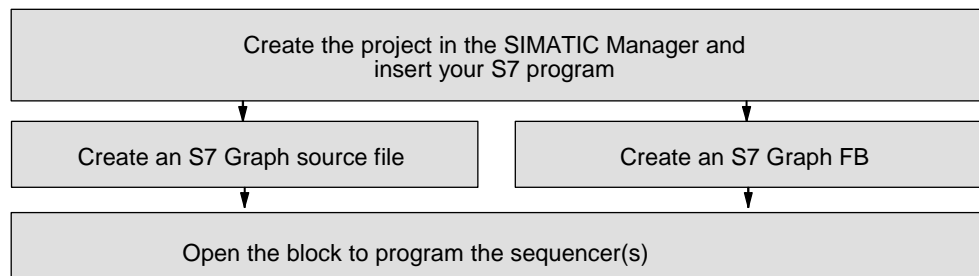 Create the project in the SIMATIC Manager and
insert your S7 program
Create an S7 Graph source file
Create an S7 Graph FB
Open the block to program the sequencer(s)